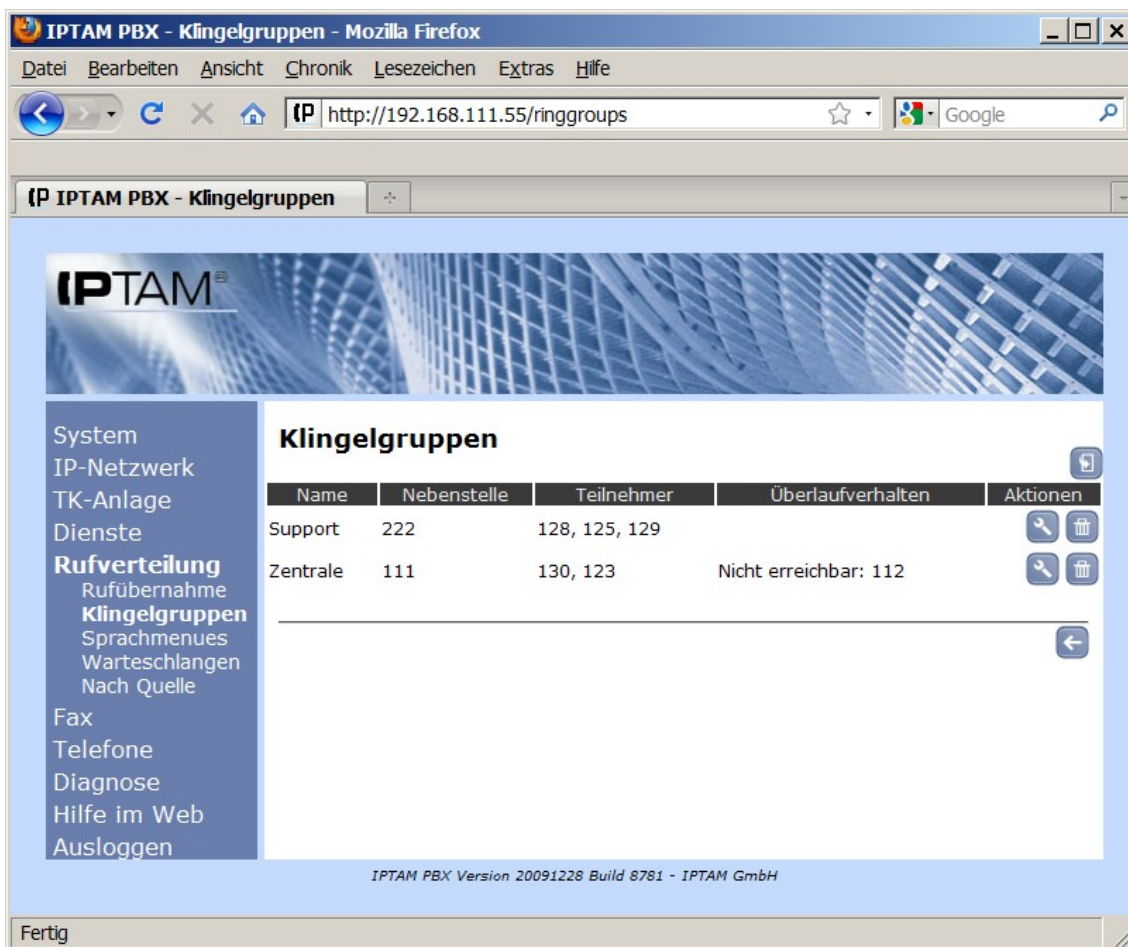 IPTAM PBX - Klingelgruppen - Mozilla Firefox
Datei Bearbeiten Ansicht Chronik Lesezeichen Extras Hilfe
(P http://192.168.111.55/ringgroups Google
(P IPTAM PBX - Klingelgruppen
IPTAM®
System
IP-Netzwerk
TK-Anlage
Dienste
Rufverteilung
Rufübernahme
Klingelgruppen
Sprachmenues
Warteschlangen
Nach Quelle
Fax
Telefone
Diagnose
Hilfe im Web
Ausloggen
Klingelgruppen
Name Nebenstelle Teilnehmer Überlaufverhalten Aktionen
Support 222 128, 125, 129
Zentrale 111 130, 123 Nicht erreichbar: 112
IPTAM PBX Version 20091228 Build 8781 - IPTAM GmbH
Fertig